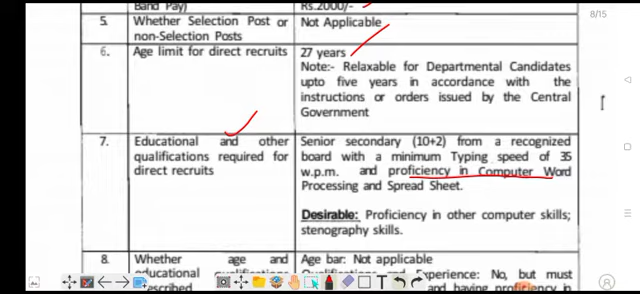 Band Pay)
Rs.2000/-
8/15
5. Whether Selection Post or non-Selection Posts
Not Applicable
6. Age limit for direct recruits
27 years
Note:- Relaxable for Departmental Candidates
upto five years in accordance with the
instructions or orders issued by the Central
Government
7. Educational and other
qualifications required for
direct recruits
Senior secondary (10+2) from a recognized
board with a minimum Typing speed of 35
w.p.m. and proficiency in Computer Word
Processing and Spread Sheet.
Desirable: Proficiency in other computer skills;
stenography skills.
8. Whether age and
educational
Age bar: Not applicable
Experience: No, but must
and having proficiency in